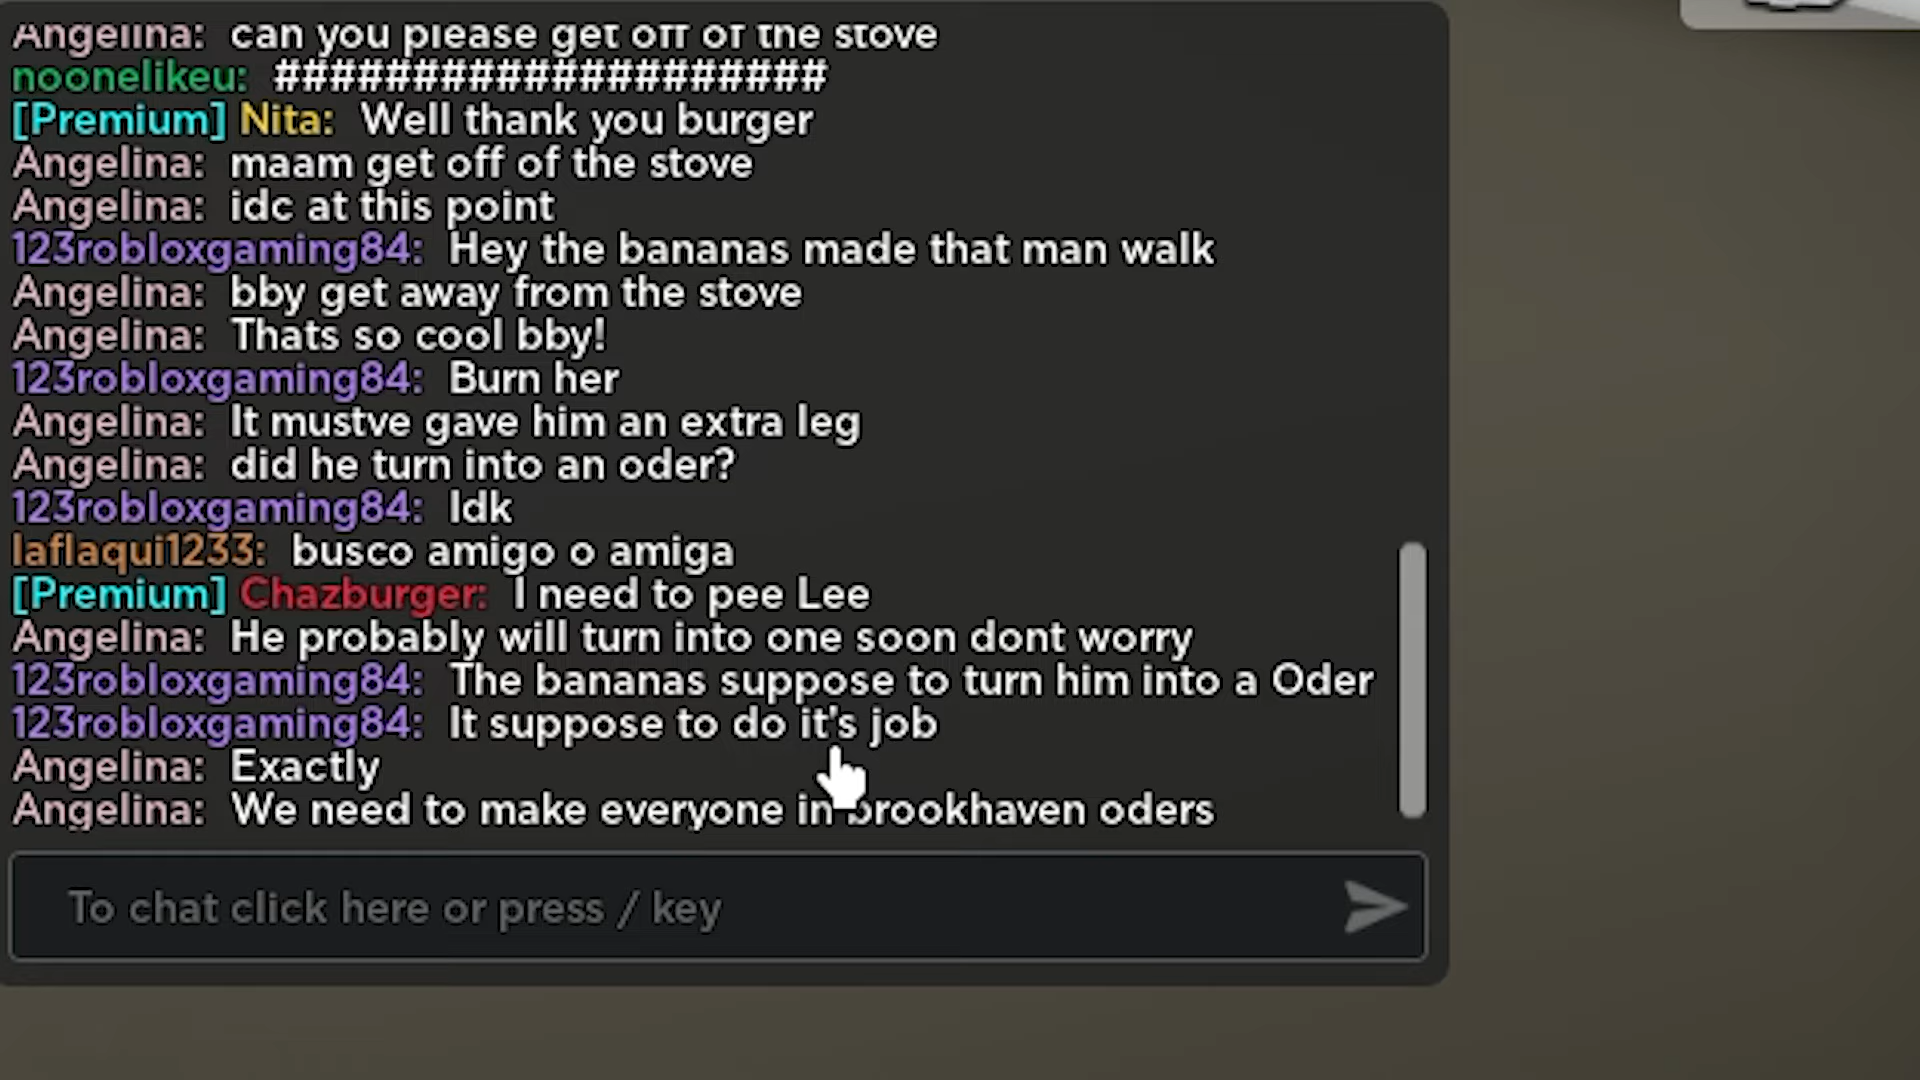 Angelina: can you please get off of the stove
noonelikeu: ####################
[Premium] Nita: Well thank you burger
Angelina: maam get off of the stove
Angelina: idc at this point
123robloxgaming84: Hey the bananas made that man walk
Angelina: bby get away from the stove
Angelina: Thats so cool bby!
123robloxgaming84: Burn her
Angelina: It mustve gave him an extra leg
Angelina: did he turn into an oder?
123robloxgaming84: Idk
laflaqui1233: busco amigo o amiga
[Premium] Chazburger: I need to pee Lee
Angelina: He probably will turn into one soon dont worry
123robloxgaming84: The bananas suppose to turn him into a Oder
123robloxgaming84: It suppose to do it's job
Angelina: Exactly
Angelina: We need to make everyone in brookhaven oders
To chat click here or press / key